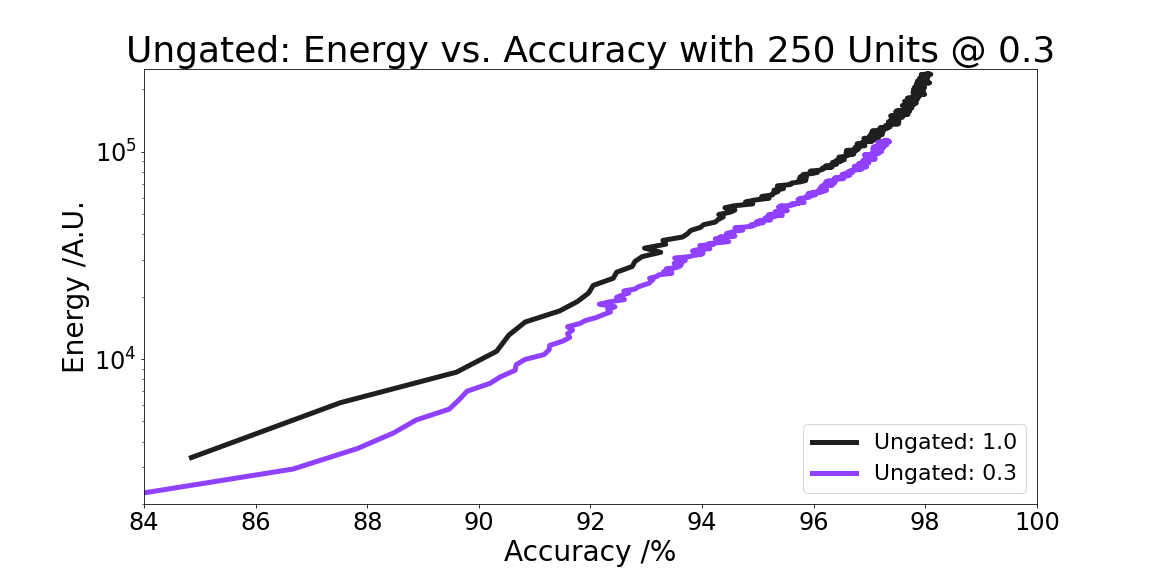 Ungated: Energy vs. Accuracy with 250 Units @ 0.3
Energy /A.U.
10^5
10^4
Ungated: 1.0
Ungated: 0.3
84 86 88 90 92 94 96 98 100
Accuracy /%